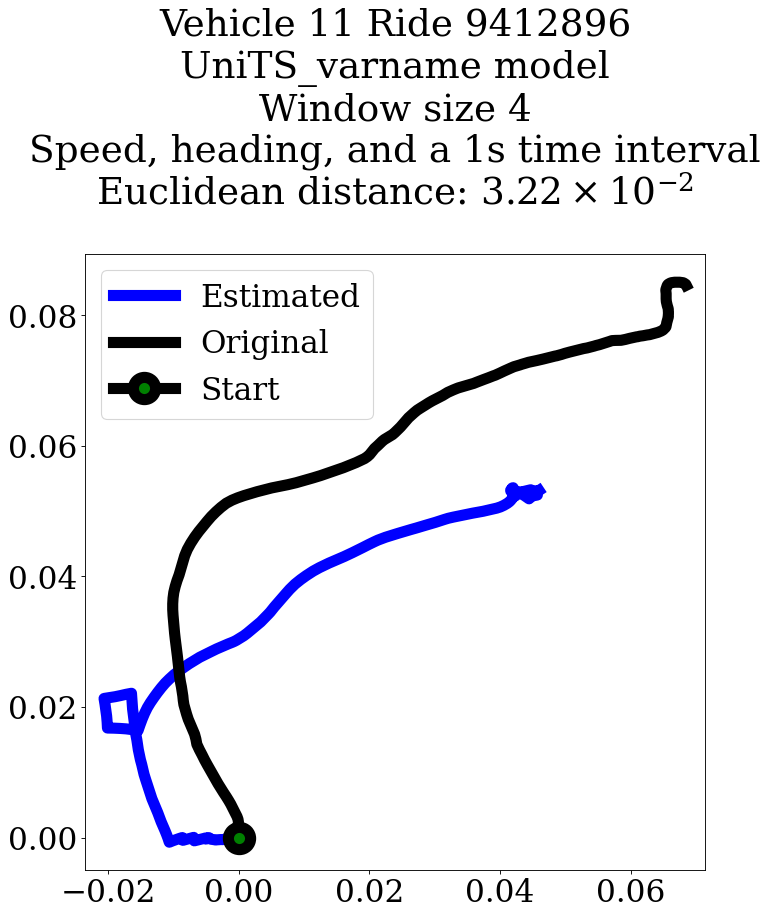 Vehicle 11 Ride 9412896
UniTS_varname model
Window size 4
Speed, heading, and a 1s time interval
Euclidean distance: 3.22 × 10⁻²
Estimated
Original
Start
0.08
0.06
0.04
0.02
0.00
−0.02 0.00 0.02 0.04 0.06